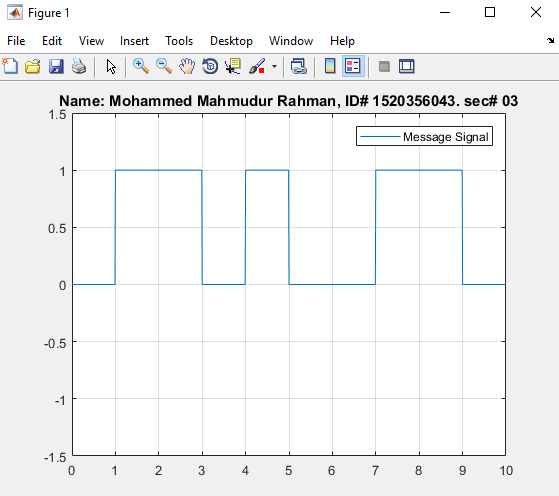 Figure 1
File Edit View Insert Tools Desktop Window Help
Name: Mohammed Mahmudur Rahman, ID# 1520356043. sec# 03
Message Signal
1.5
1
0.5
0
-0.5
-1
-1.5
0 1 2 3 4 5 6 7 8 9 10